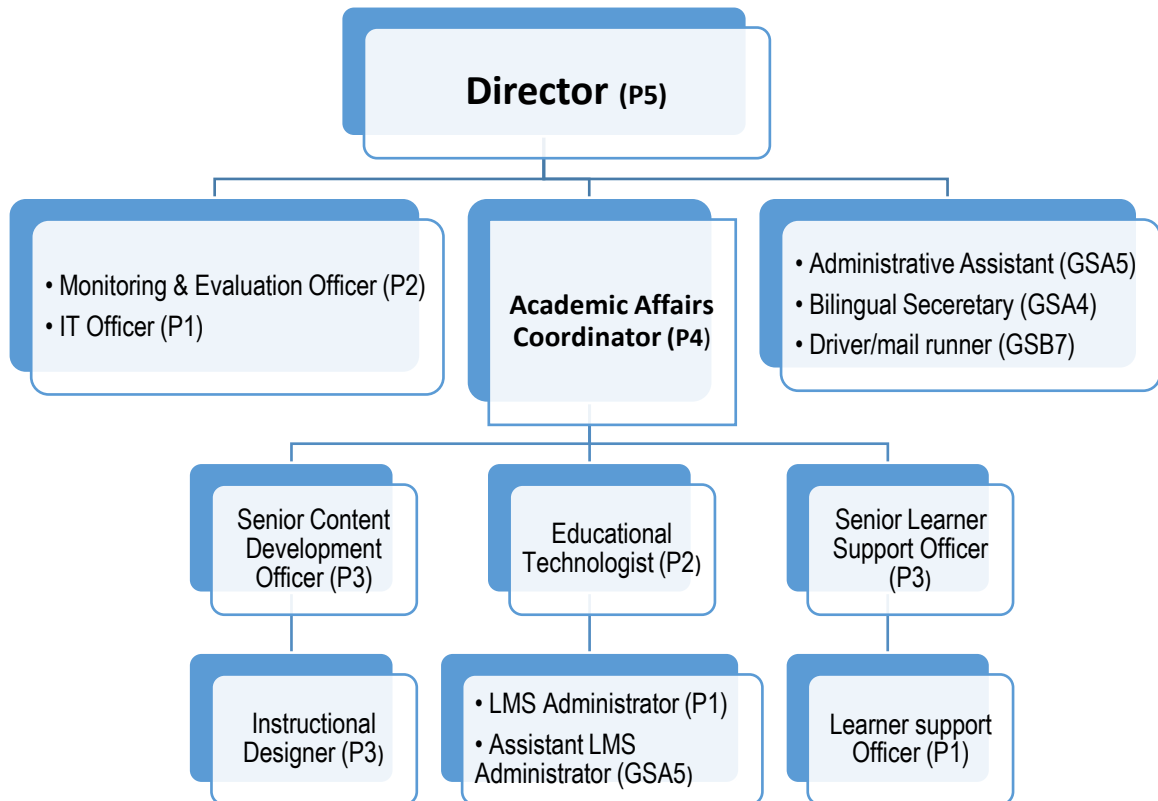 Director (P5)
• Monitoring & Evaluation Officer (P2)
• IT Officer (P1)
Academic Affairs
Coordinator (P4)
• Administrative Assistant (GSA5)
• Bilingual Seceretary (GSA4)
• Driver/mail runner (GSB7)
Senior Content
Development
Officer (P3)
Educational
Technologist (P2)
Senior Learner
Support Officer
(P3)
Instructional
Designer (P3)
• LMS Administrator (P1)
• Assistant LMS
Administrator (GSA5)
Learner support
Officer (P1)